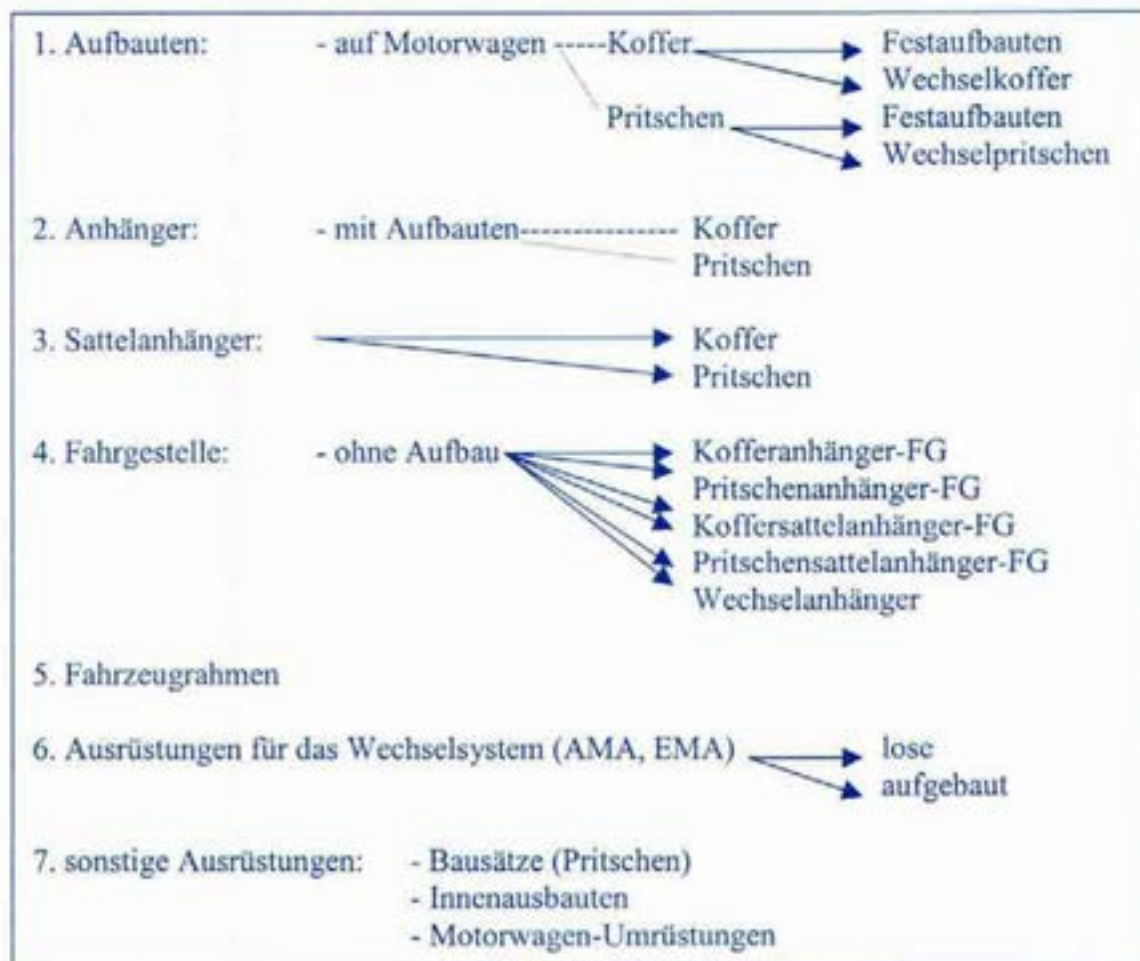 1. Aufbauten: - auf Motorwagen -----Koffer Festaufbauten
Wechselkoffer
Pritschen Festaufbauten
Wechselpritschen
2. Anhänger: - mit Aufbauten-------------- Koffer
Pritschen
3. Sattelanhänger: Koffer
Pritschen
4. Fahrgestelle: - ohne Aufbau Kofferanhänger-FG
Pritschenanhänger-FG
Koffersattelanhänger-FG
Pritschensattelanhänger-FG
Wechselanhänger
5. Fahrzeugrahmen
6. Ausrüstungen für das Wechselsystem (AMA, EMA) lose
aufgebaut
7. sonstige Ausrüstungen: - Bausätze (Pritschen)
- Innenausbauten
- Motorwagen-Umrüstungen